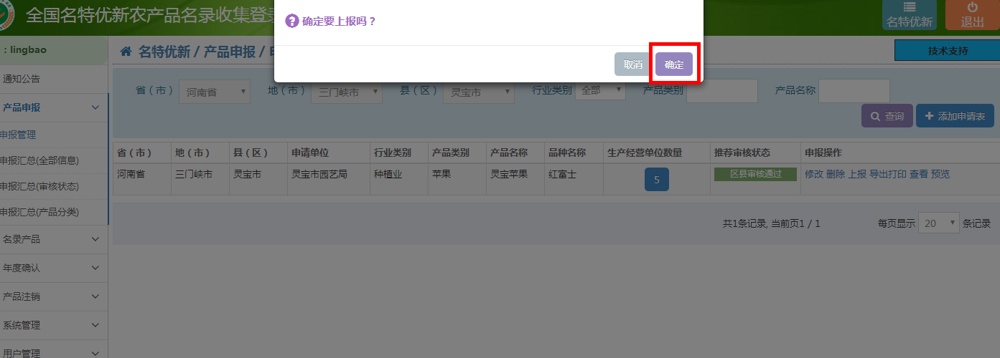 全国名特优新农产品名录收集登录
确定要上报吗？
取消
确定
名特优新
退出
：lingbao
名特优新 / 产品申报 /
技术支持
通知公告
产品申报
申报管理
申报汇总(全部信息)
申报汇总(审核状态)
申报汇总(产品分类)
名录产品
年度确认
产品注销
系统管理
用户管理
省（市） 河南省 地（市） 三门峡市 县（区） 灵宝市 行业类别 全部 产品类别 产品名称
查询 添加申请表
省（市） 地（市） 县（区） 申请单位 行业类别 产品类别 产品名称 品种名称 生产经营单位数量 推荐审核状态 申报操作
河南省 三门峡市 灵宝市 灵宝市园艺局 种植业 苹果 灵宝苹果 红富士 5 区县审核通过 修改 删除 上报 导出打印 查看 预览
共1条记录, 当前页1 / 1 每页显示 20 条记录